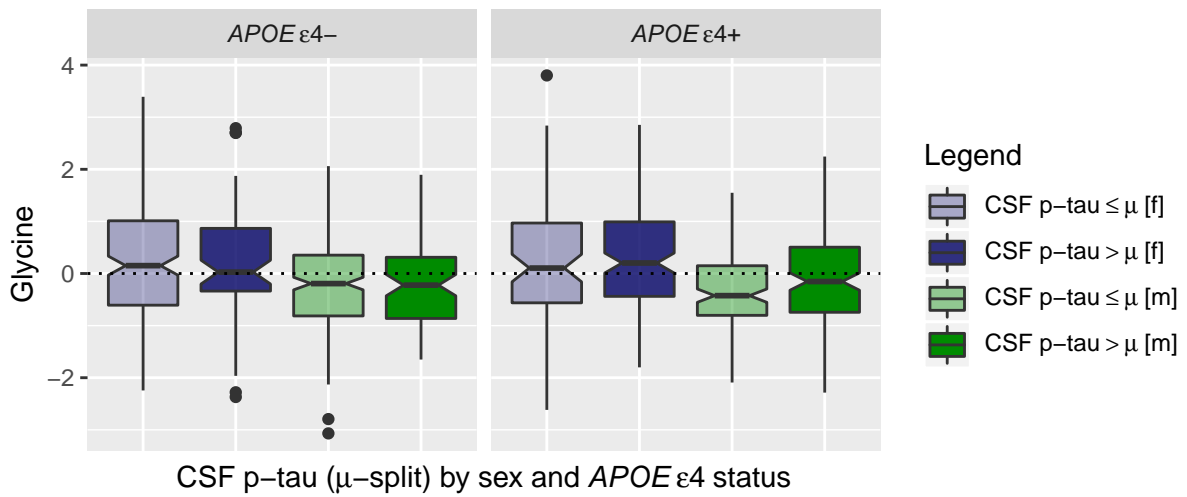 APOE ε4− APOE ε4+
4
2
0
−2
Glycine
CSF p−tau (μ−split) by sex and APOE ε4 status
Legend
CSF p−tau ≤ μ [f]
CSF p−tau > μ [f]
CSF p−tau ≤ μ [m]
CSF p−tau > μ [m]